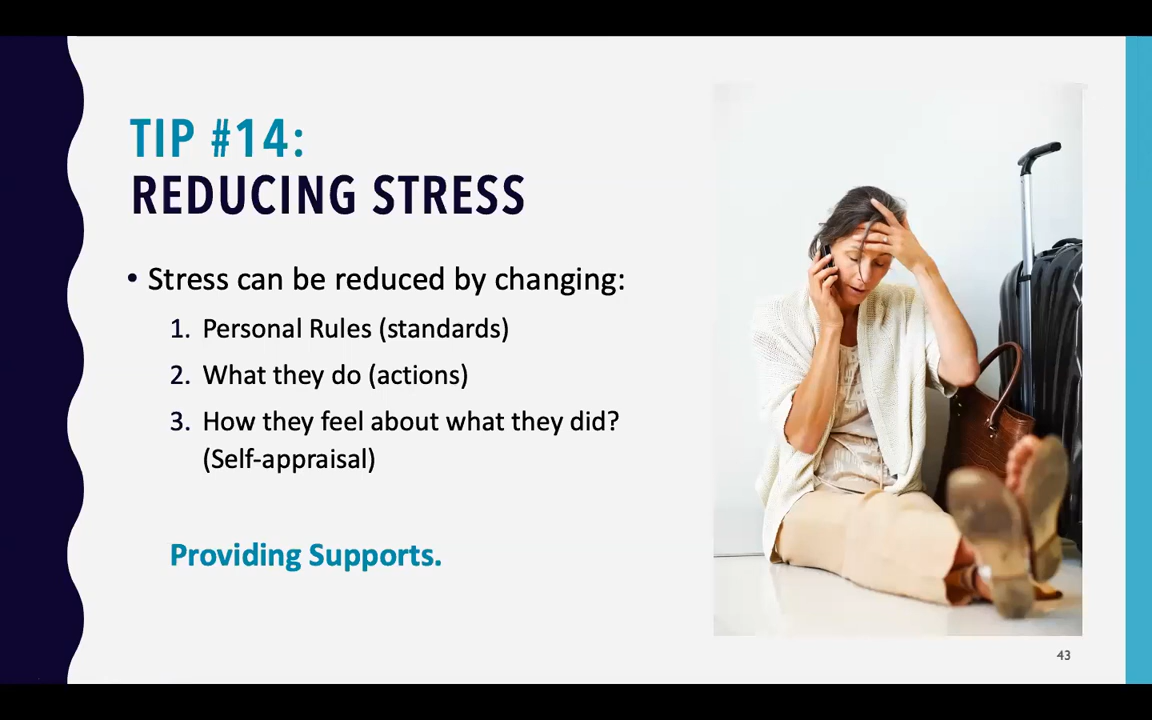 TIP #14:
REDUCING STRESS
• Stress can be reduced by changing:
1. Personal Rules (standards)
2. What they do (actions)
3. How they feel about what they did?
(Self-appraisal)
Providing Supports.
43